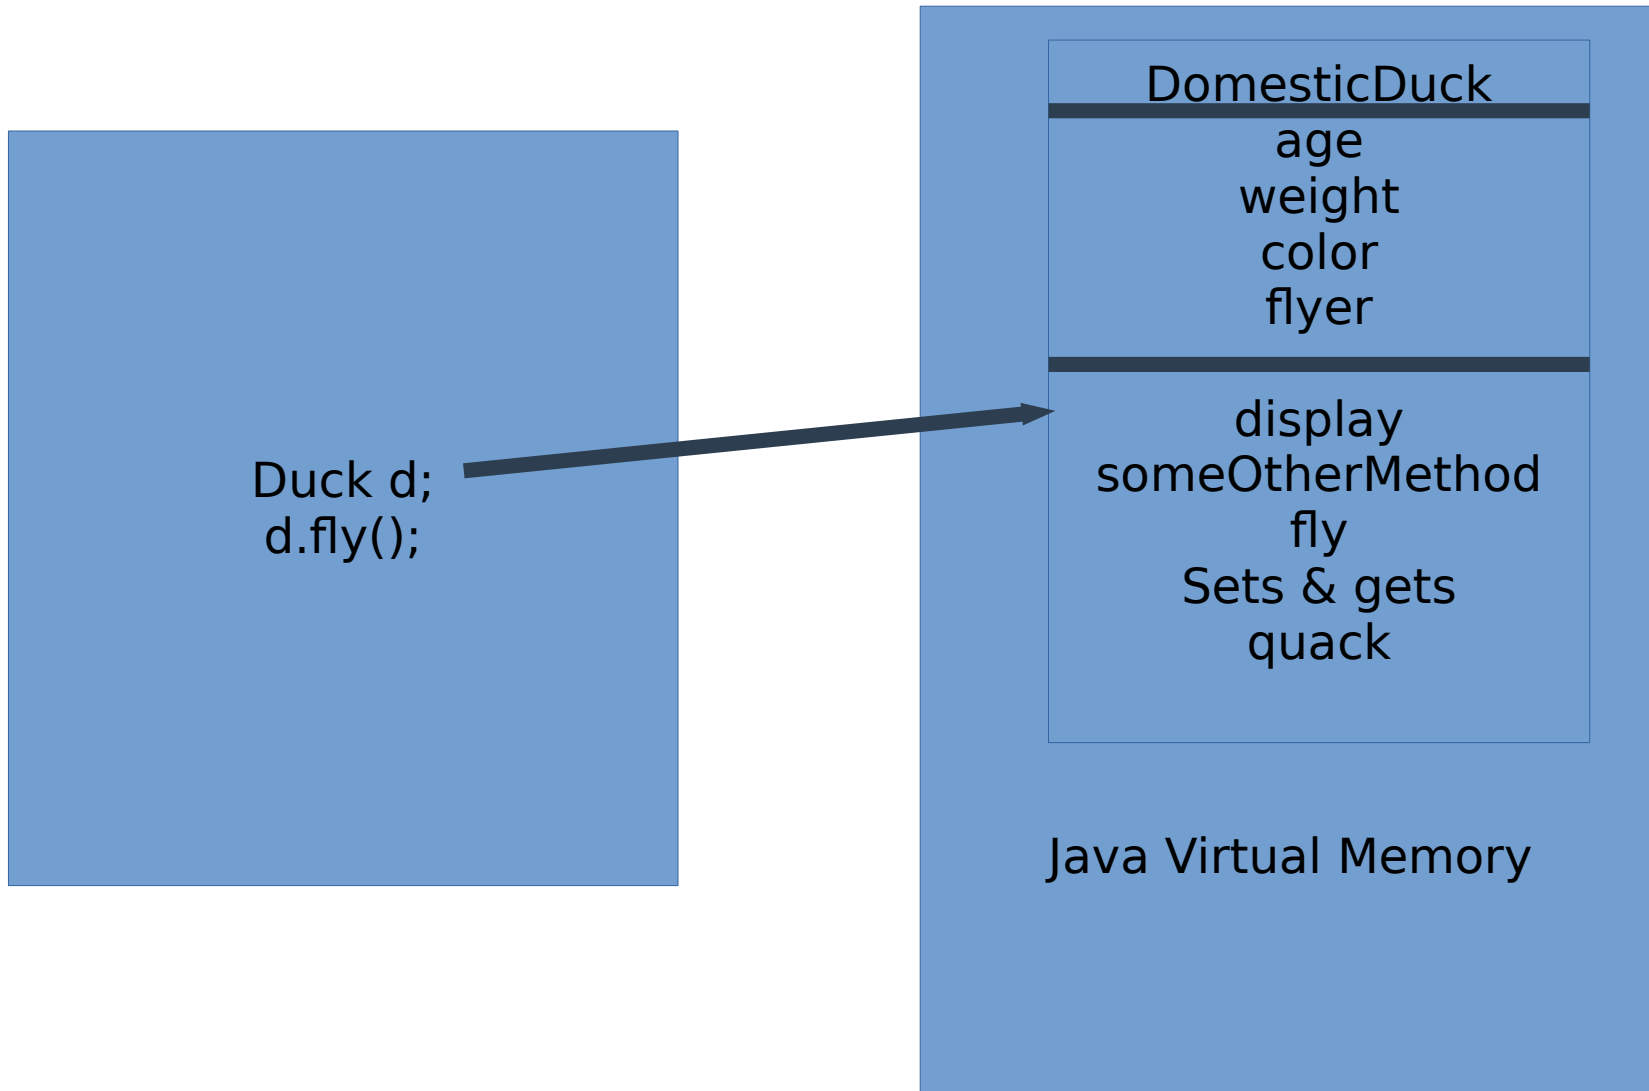 Duck d;
d.fly();
DomesticDuck
age
weight
color
flyer
display
someOtherMethod
fly
Sets & gets
quack
Java Virtual Memory